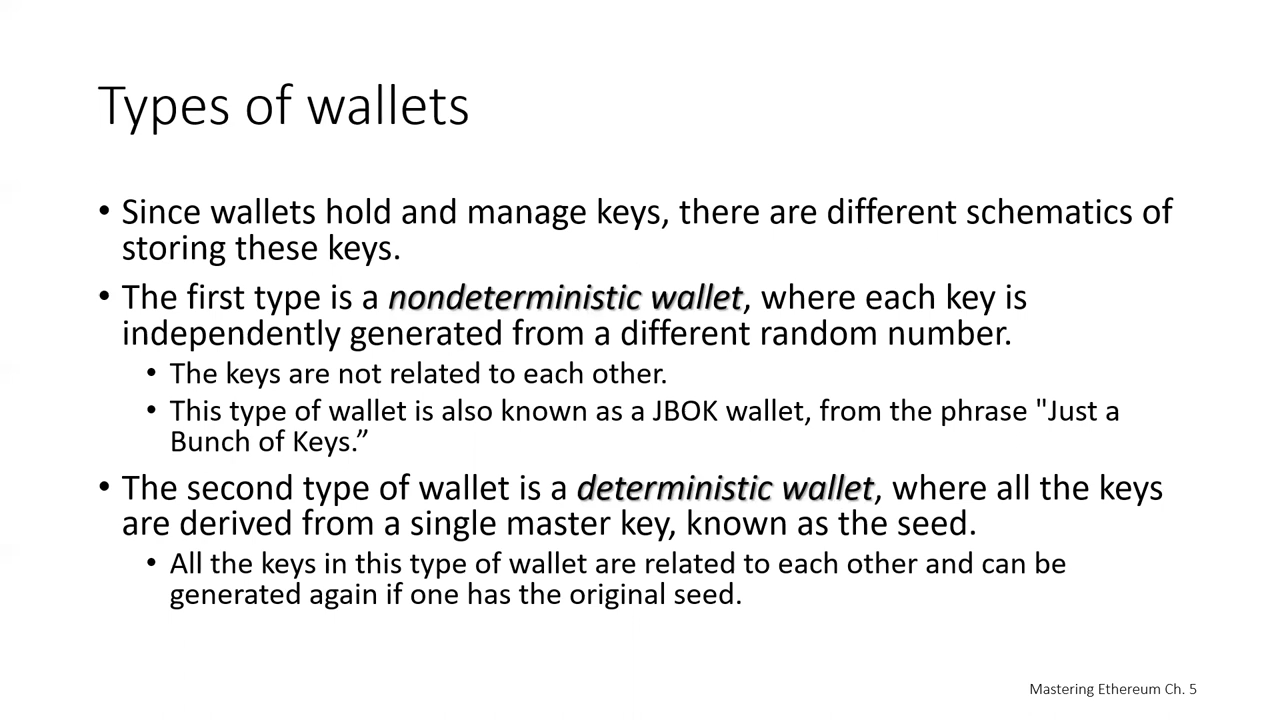 Types of wallets
• Since wallets hold and manage keys, there are different schematics of
storing these keys.
• The first type is a nondeterministic wallet, where each key is
independently generated from a different random number.
• The keys are not related to each other.
• This type of wallet is also known as a JBOK wallet, from the phrase "Just a
Bunch of Keys.”
• The second type of wallet is a deterministic wallet, where all the keys
are derived from a single master key, known as the seed.
• All the keys in this type of wallet are related to each other and can be
generated again if one has the original seed.
Mastering Ethereum Ch. 5